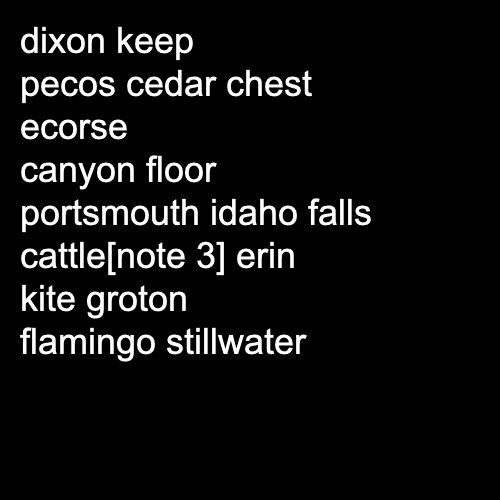 dixon keep
pecos cedar chest
ecorse
canyon floor
portsmouth idaho falls
cattle[note 3] erin
kite groton
flamingo stillwater